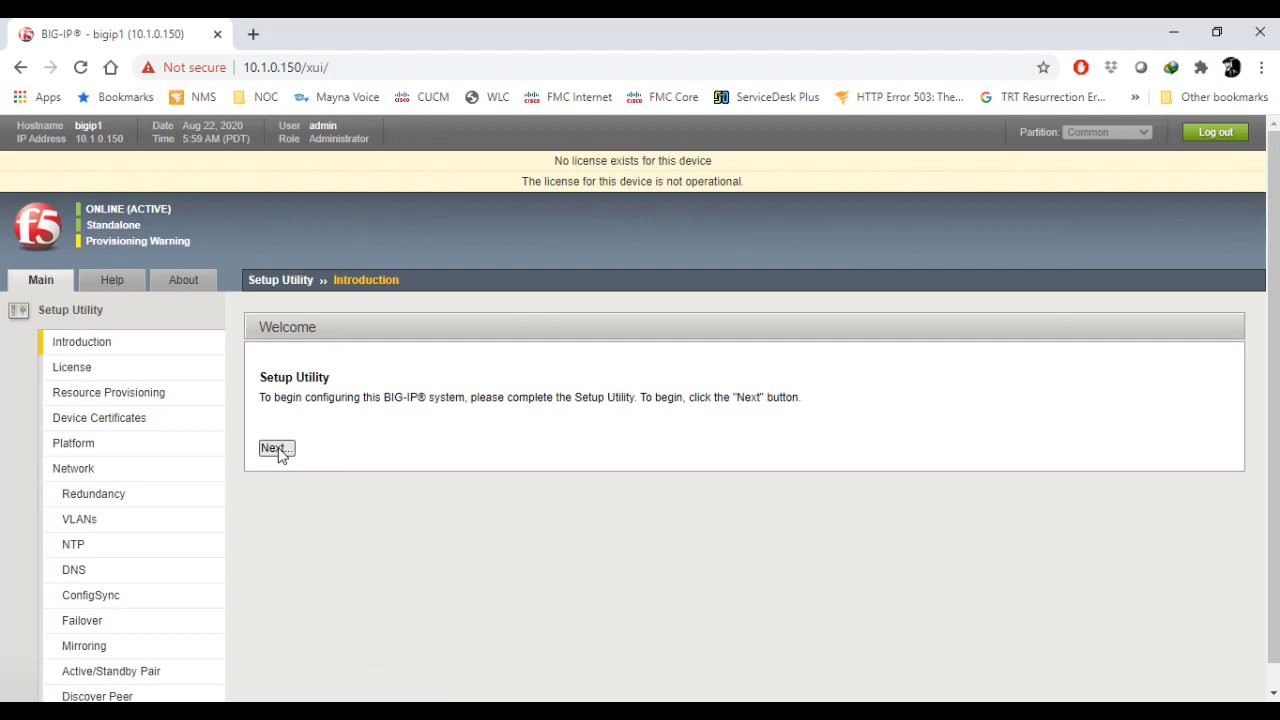 BIG-IP® - bigip1 (10.1.0.150)
Not secure 10.1.0.150/xui/
Apps Bookmarks NMS NOC Mayna Voice CUCM WLC FMC Internet FMC Core ServiceDesk Plus HTTP Error 503: The... TRT Resurrection Er... » Other bookmarks
Hostname bigip1 Date Aug 22, 2020 User admin
IP Address 10.1.0.150 Time 5:59 AM (PDT) Role Administrator
Partition: Common Log out
No license exists for this device
The license for this device is not operational.
f5
ONLINE (ACTIVE)
Standalone
Provisioning Warning
Main Help About
Setup Utility ›› Introduction
Setup Utility
Introduction
License
Resource Provisioning
Device Certificates
Platform
Network
Redundancy
VLANs
NTP
DNS
ConfigSync
Failover
Mirroring
Active/Standby Pair
Discover Peer
Welcome
Setup Utility
To begin configuring this BIG-IP® system, please complete the Setup Utility. To begin, click the "Next" button.
Next...